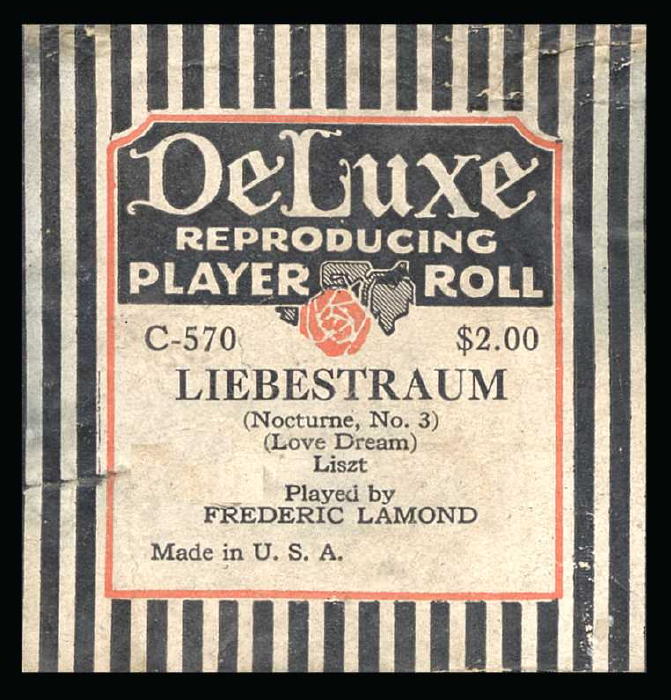 DeLuxe
REPRODUCING
PLAYER ROLL
C-570 $2.00
LIEBESTRAUM
(Nocturne, No. 3)
(Love Dream)
Liszt
Played by
FREDERIC LAMOND
Made in U. S. A.